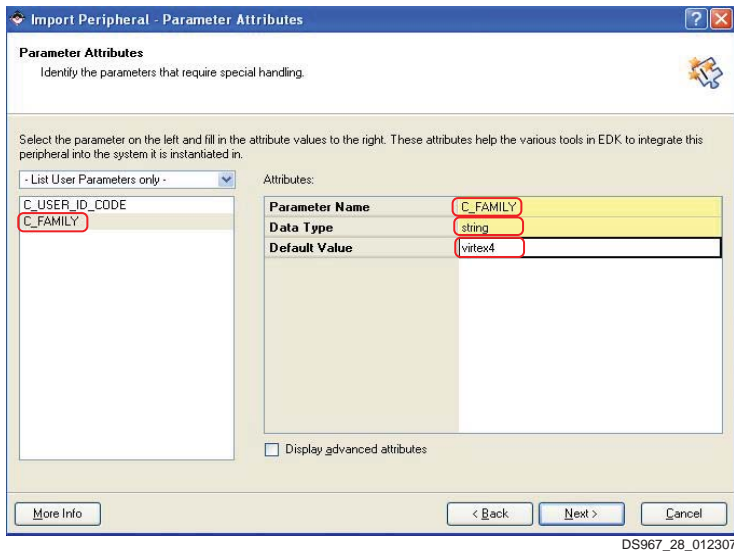 Import Peripheral - Parameter Attributes
Parameter Attributes
Identify the parameters that require special handling.
Select the parameter on the left and fill in the attribute values to the right. These attributes help the various tools in EDK to integrate this
peripheral into the system it is instantiated in.
- List User Parameters only -
Attributes:
C_USER_ID_CODE
C_FAMILY
Parameter Name C_FAMILY
Data Type string
Default Value virtex4
Display advanced attributes
More Info
< Back
Next >
Cancel
DS967_28_012307